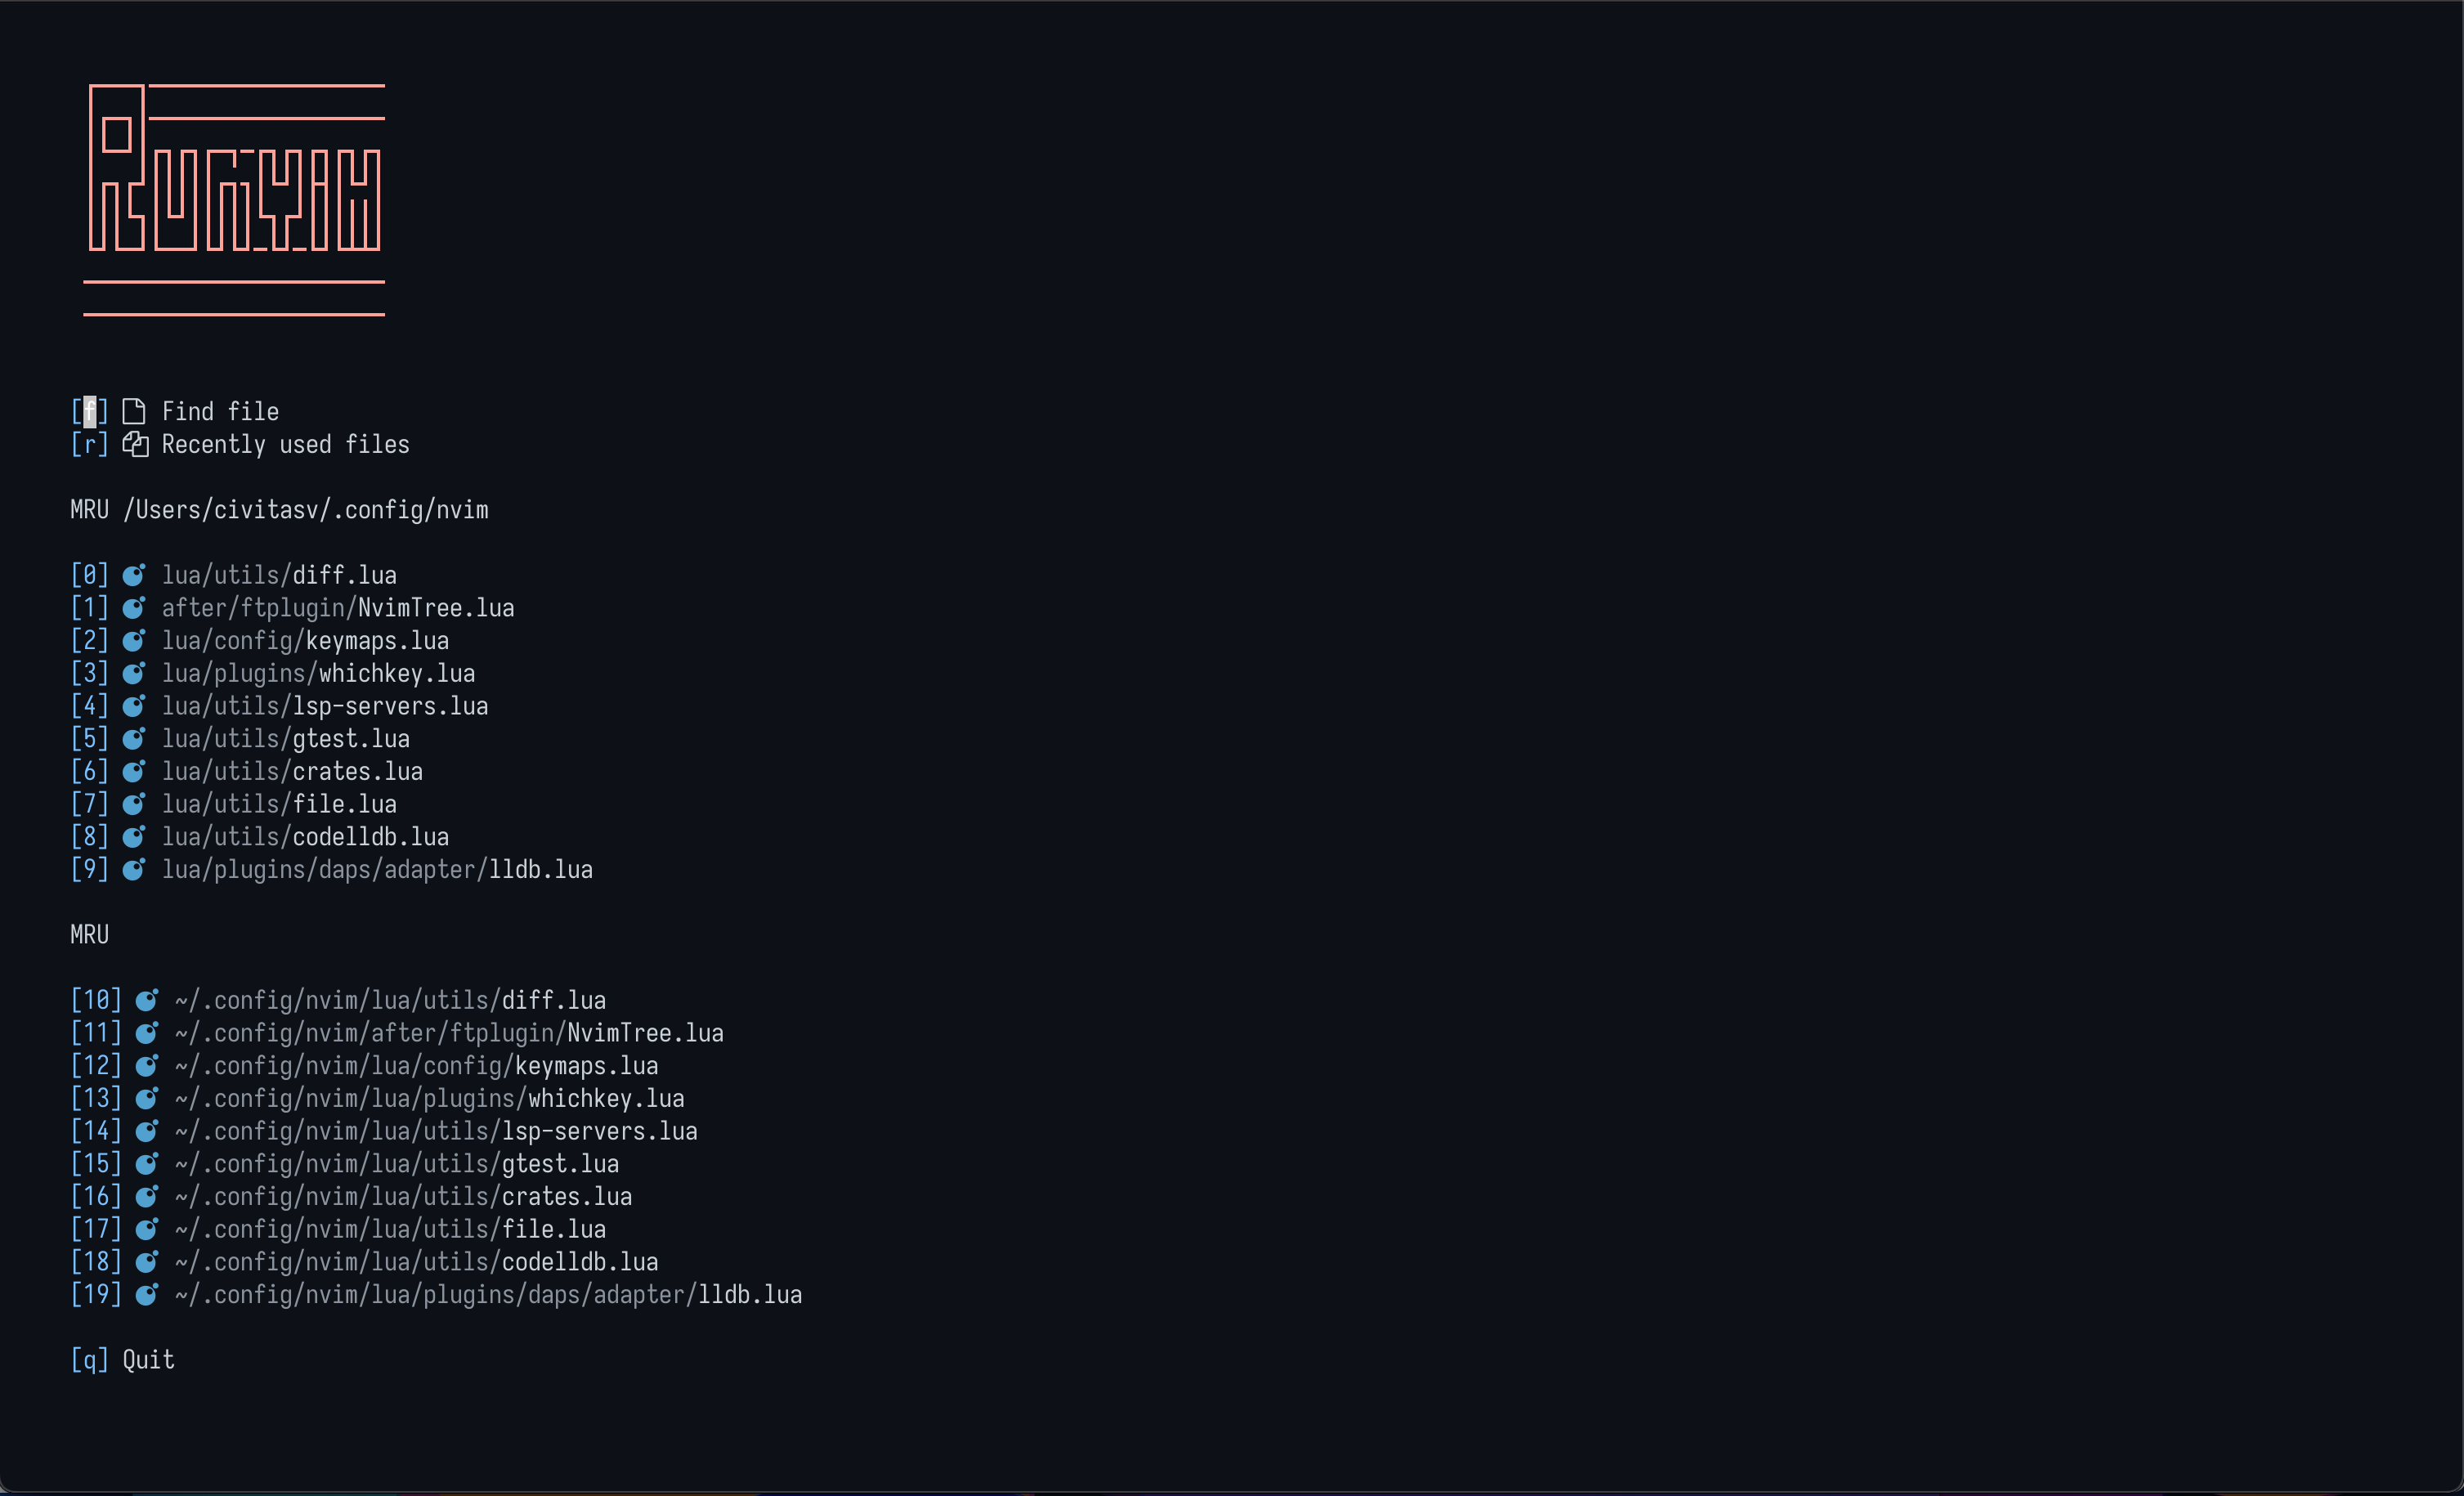 [f] Find file
[r] Recently used files
MRU /Users/civitasv/.config/nvim
[0] lua/utils/diff.lua
[1] after/ftplugin/NvimTree.lua
[2] lua/config/keymaps.lua
[3] lua/plugins/whichkey.lua
[4] lua/utils/lsp-servers.lua
[5] lua/utils/gtest.lua
[6] lua/utils/crates.lua
[7] lua/utils/file.lua
[8] lua/utils/codelldb.lua
[9] lua/plugins/daps/adapter/lldb.lua
MRU
[10] ~/.config/nvim/lua/utils/diff.lua
[11] ~/.config/nvim/after/ftplugin/NvimTree.lua
[12] ~/.config/nvim/lua/config/keymaps.lua
[13] ~/.config/nvim/lua/plugins/whichkey.lua
[14] ~/.config/nvim/lua/utils/lsp-servers.lua
[15] ~/.config/nvim/lua/utils/gtest.lua
[16] ~/.config/nvim/lua/utils/crates.lua
[17] ~/.config/nvim/lua/utils/file.lua
[18] ~/.config/nvim/lua/utils/codelldb.lua
[19] ~/.config/nvim/lua/plugins/daps/adapter/lldb.lua
[q] Quit